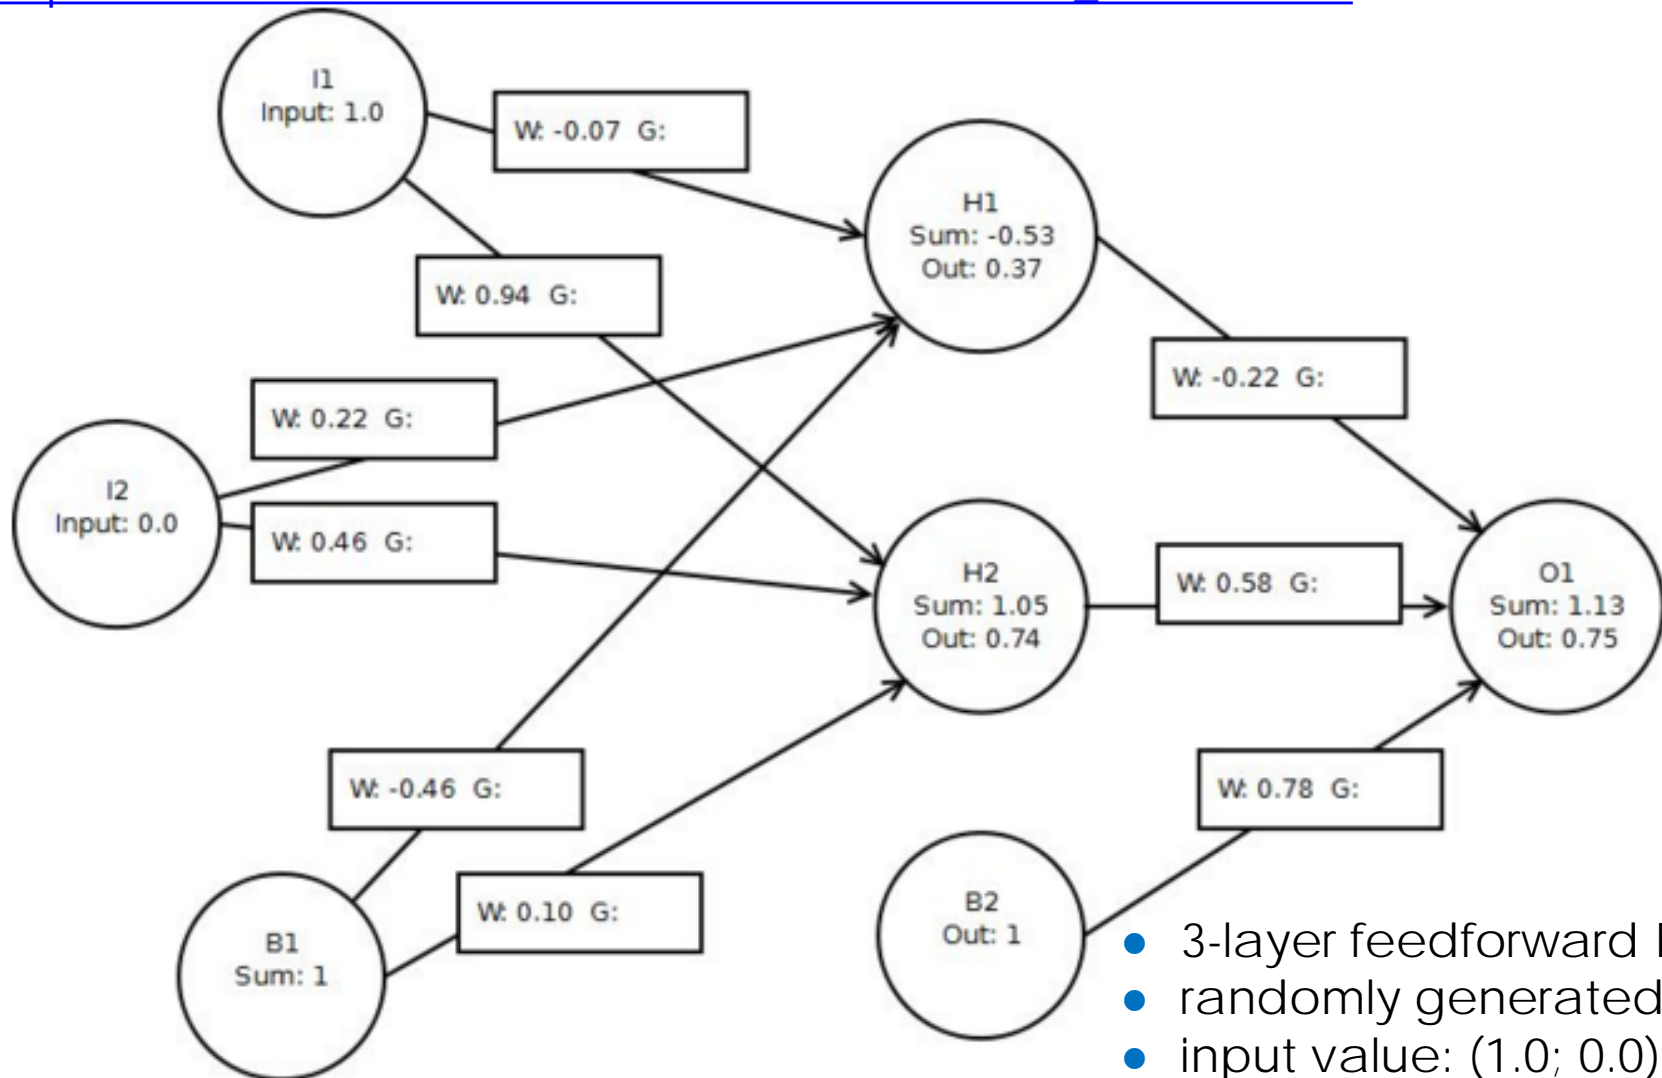 I1
Input: 1.0
W: -0.07 G:
H1
Sum: -0.53
Out: 0.37
W: 0.94 G:
W: -0.22 G:
W: 0.22 G:
I2
Input: 0.0
W: 0.46 G:
H2
Sum: 1.05
Out: 0.74
W: 0.58 G:
O1
Sum: 1.13
Out: 0.75
W: -0.46 G:
W: 0.78 G:
W: 0.10 G:
B1
Sum: 1
B2
Out: 1
• 3-layer feedforward
• randomly generated
• input value: (1.0; 0.0)